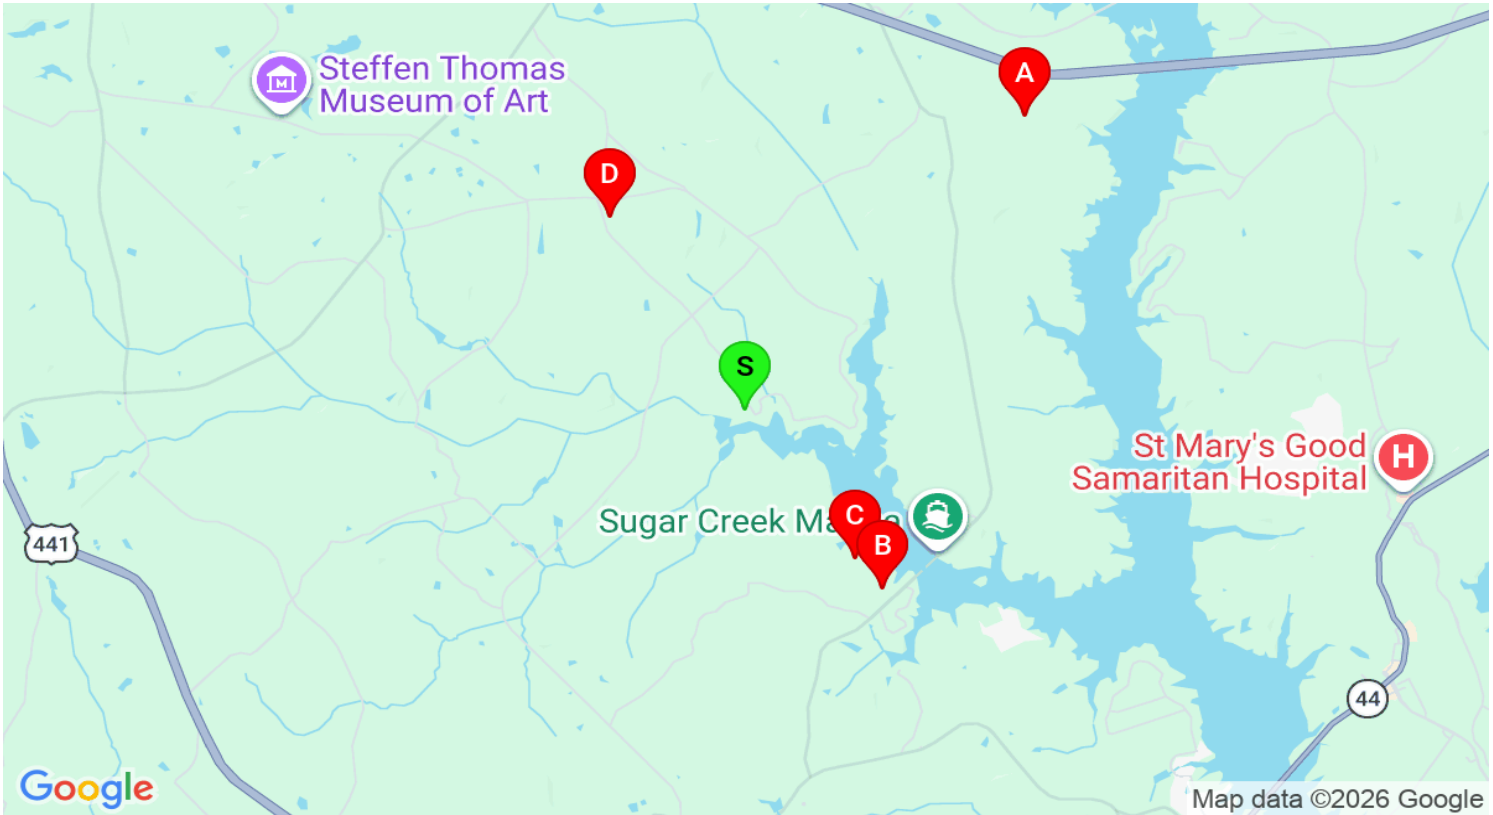 Steffen Thomas
Museum of Art
A
D
S
St Mary's Good
Samaritan Hospital
H
C
Sugar Creek
B
441
44
Google
Map data ©2026 Google